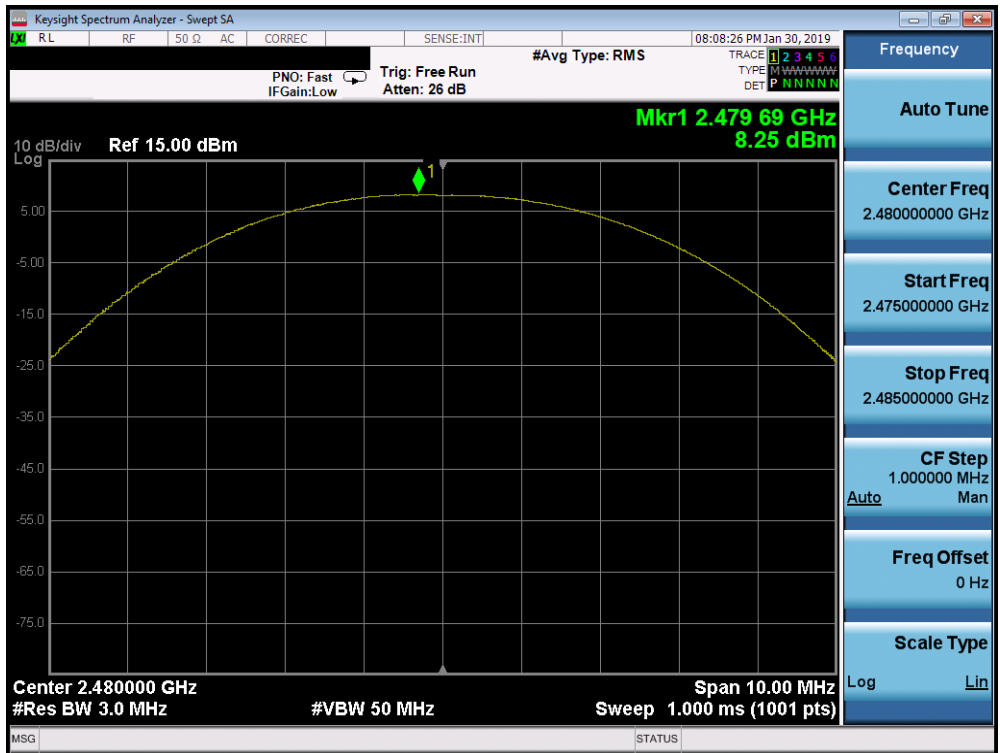 Keysight Spectrum Analyzer - Swept SA
LXI RL RF 50 Ω AC CORREC SENSE:INT 08:08:26 PM Jan 30, 2019
#Avg Type: RMS
TRACE 1 2 3 4 5 6
PNO: Fast Trig: Free Run
TYPE M W W W W W
IFGain:Low Atten: 26 dB
DET P N N N N N
Mkr1 2.479 69 GHz
8.25 dBm
10 dB/div Ref 15.00 dBm
Log
1
5.00
-5.00
-15.0
-25.0
-35.0
-45.0
-55.0
-65.0
-75.0
Center 2.480000 GHz Span 10.00 MHz
#Res BW 3.0 MHz #VBW 50 MHz Sweep 1.000 ms (1001 pts)
MSG STATUS
Frequency
Auto Tune
Center Freq
2.480000000 GHz
Start Freq
2.475000000 GHz
Stop Freq
2.485000000 GHz
CF Step
1.000000 MHz
Auto Man
Freq Offset
0 Hz
Scale Type
Log Lin